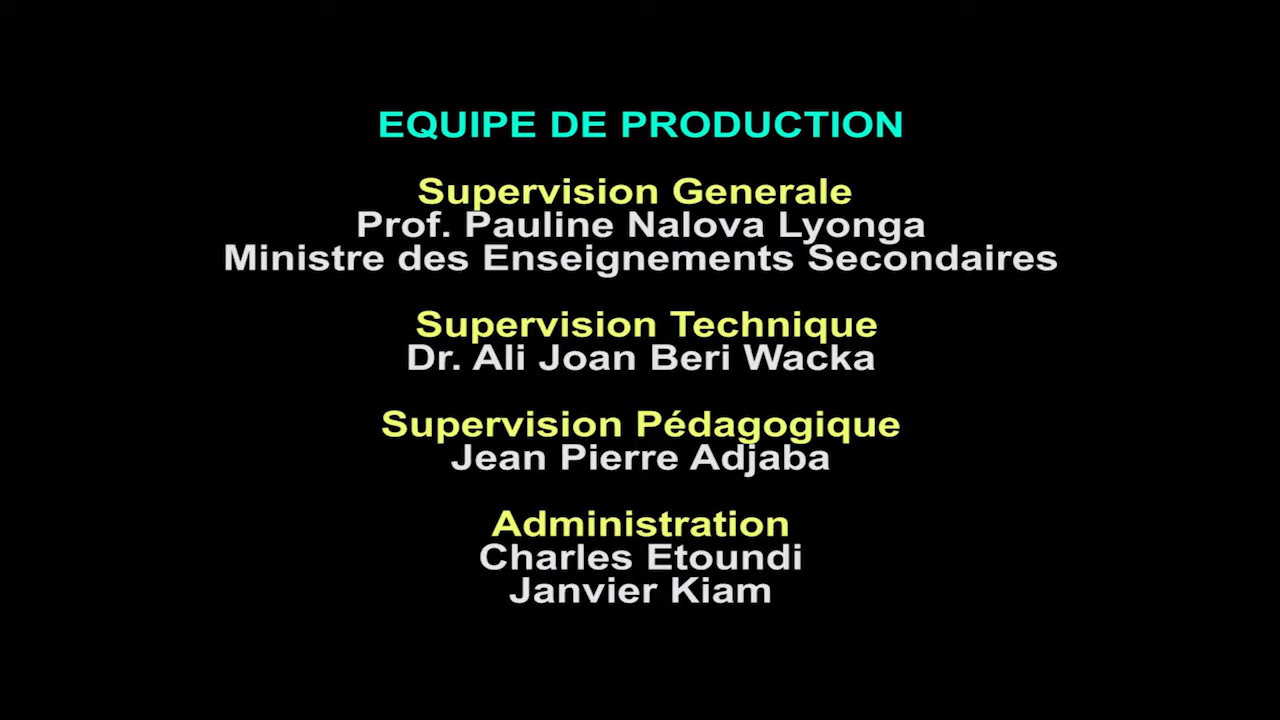 EQUIPE DE PRODUCTION
Supervision Generale
Prof. Pauline Nalova Lyonga
Ministre des Enseignements Secondaires
Supervision Technique
Dr. Ali Joan Beri Wacka
Supervision Pédagogique
Jean Pierre Adjaba
Administration
Charles Etoundi
Janvier Kiam